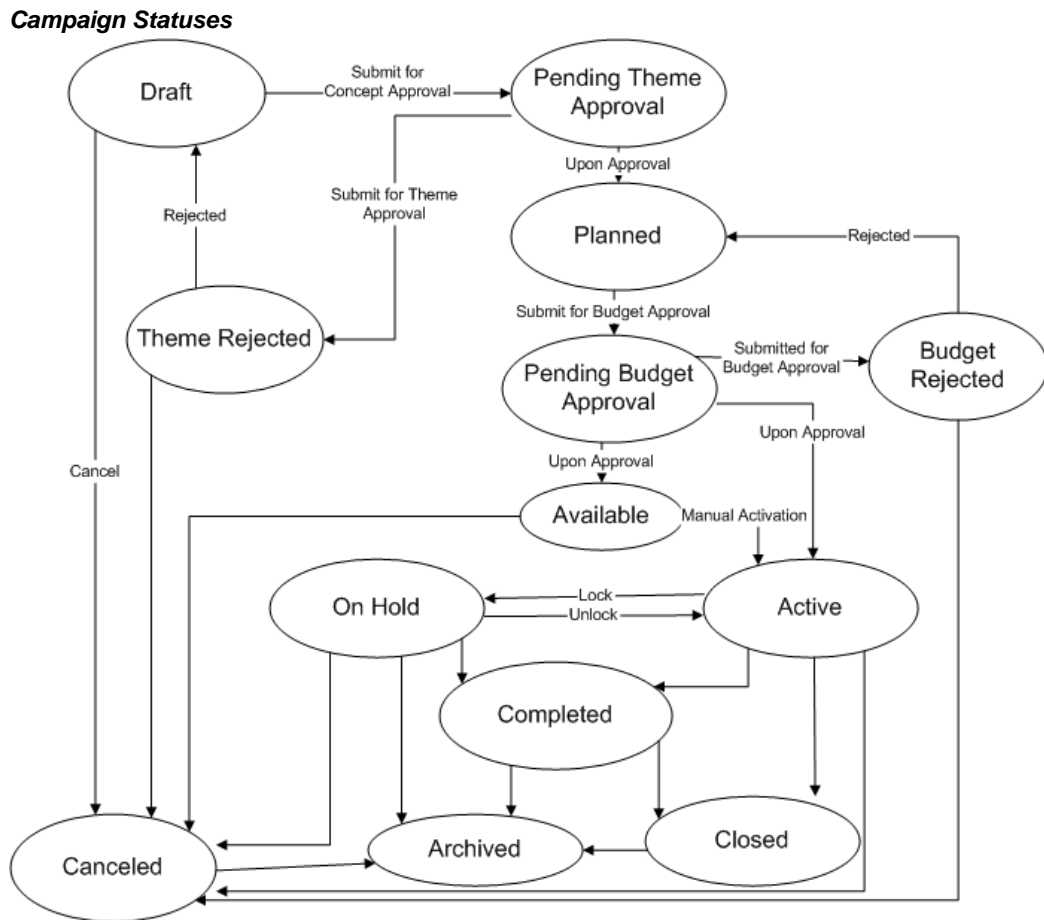 Campaign Statuses
Draft
Submit for
Concept Approval
Pending Theme
Approval
Upon Approval
Submit for Theme
Approval
Rejected
Planned
Rejected
Theme Rejected
Submit for Budget Approval
Pending Budget
Approval
Submitted for
Budget Approval
Budget
Rejected
Upon Approval
Upon Approval
Cancel
Available
Manual Activation
On Hold
Lock
Unlock
Active
Completed
Canceled
Archived
Closed